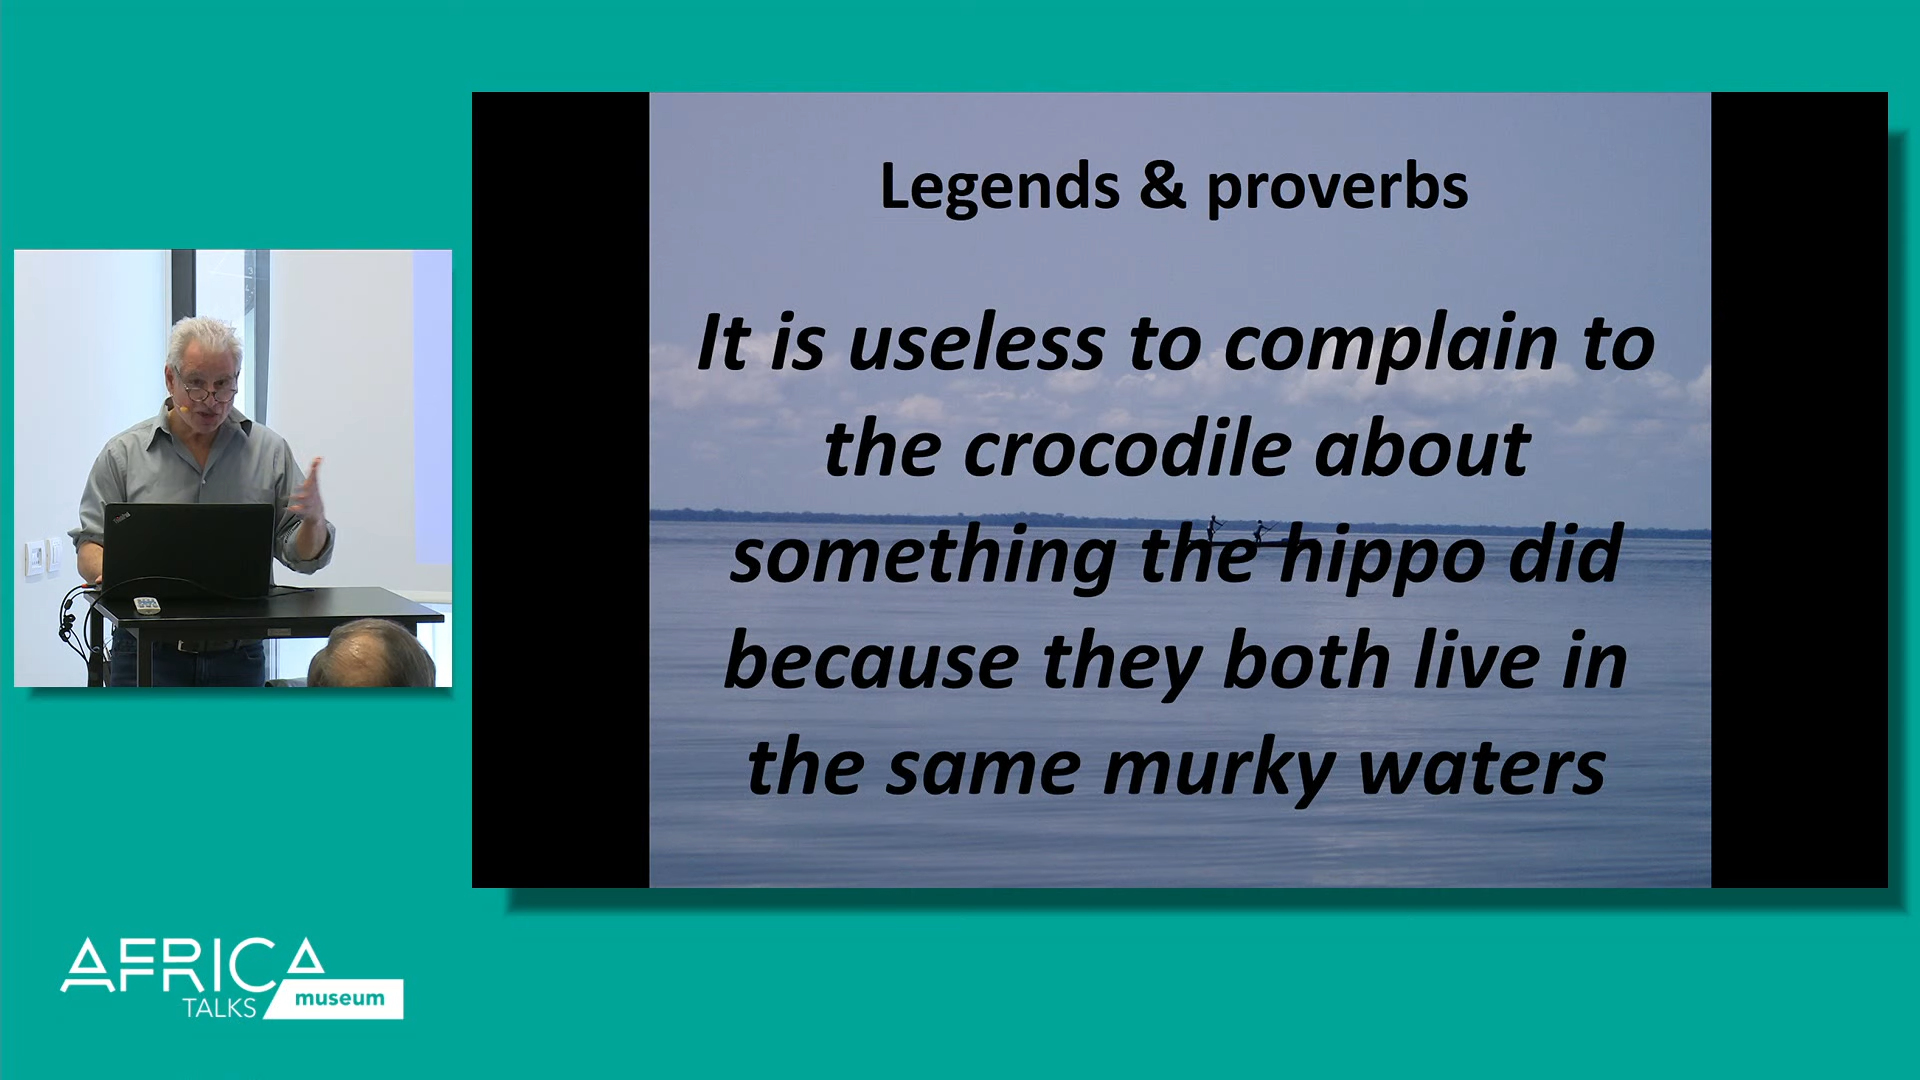 Legends & proverbs
It is useless to complain to
the crocodile about
something the hippo did
because they both live in
the same murky waters
AFRICA
TALKS
museum
ThinkPad